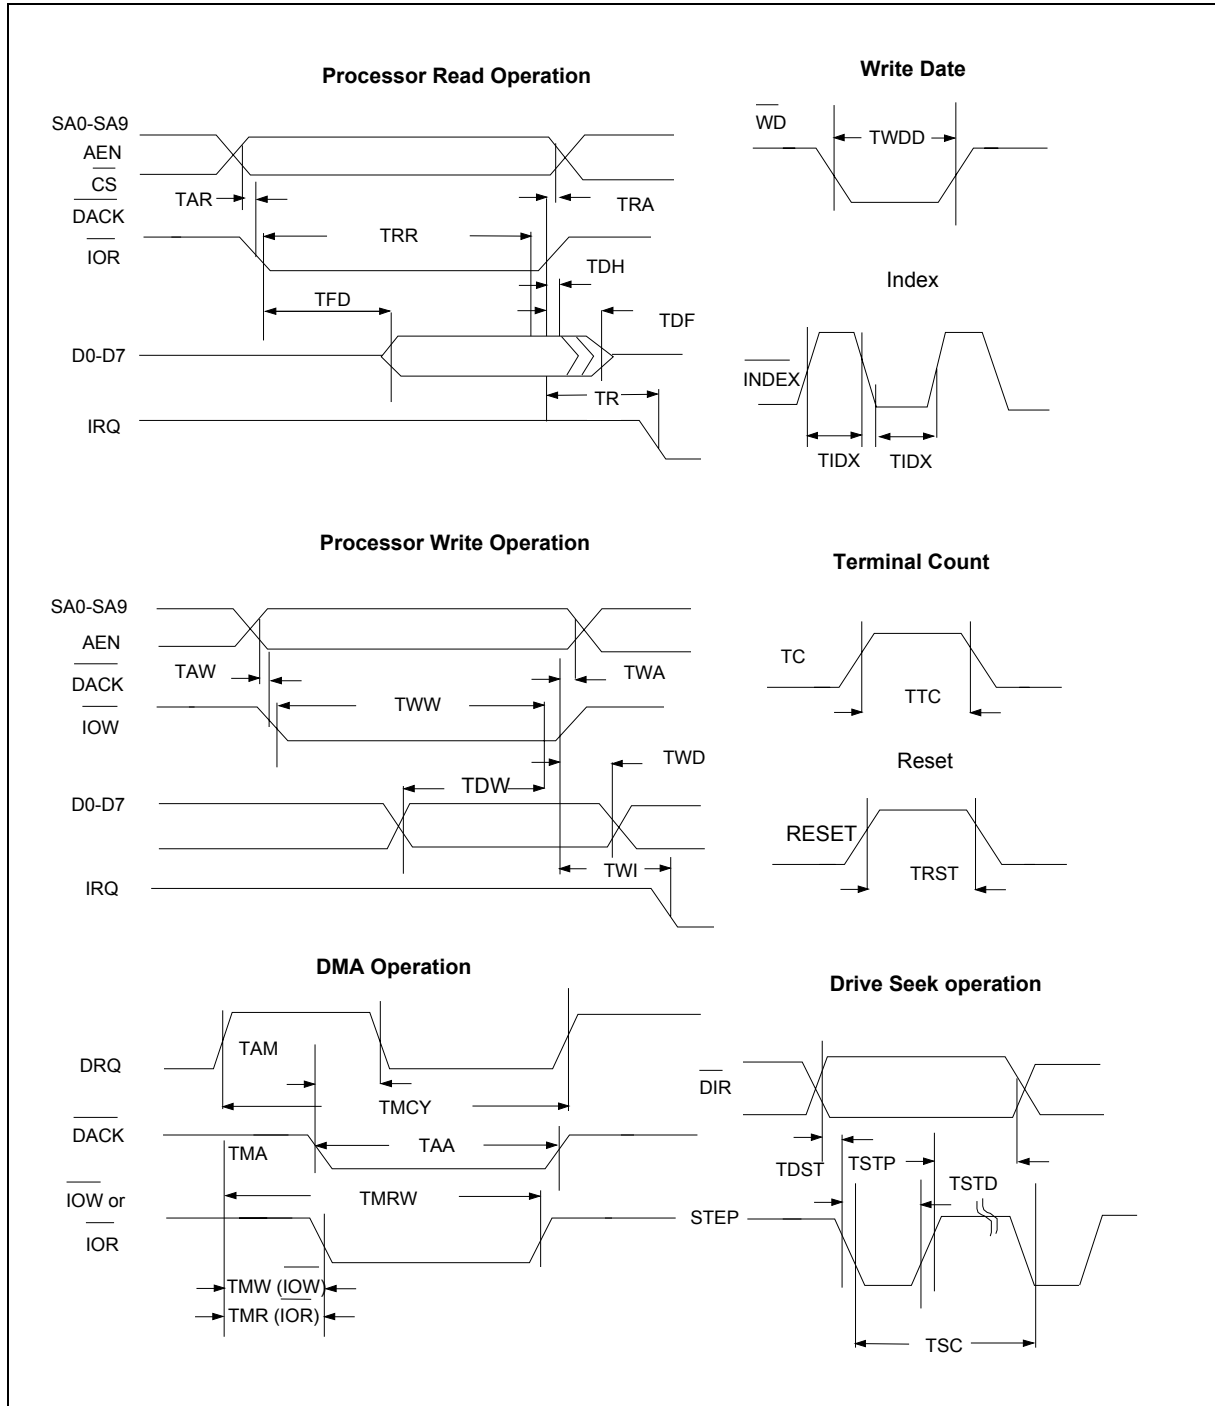 Processor Read Operation
SA0-SA9
AEN
CS
DACK
IOR
TAR
TRA
TRR
TDH
TFD
TDF
D0-D7
TR
IRQ
Write Date
WD
TWDD
Index
INDEX
TIDX
TIDX
Processor Write Operation
SA0-SA9
AEN
DACK
IOW
TAW
TWA
TWW
TWD
TDW
D0-D7
TWI
IRQ
Terminal Count
TC
TTC
Reset
RESET
TRST
DMA Operation
DRQ
TAM
TMCY
DACK
TMA
TAA
IOW or
IOR
TMRW
TMW (IOW)
TMR (IOR)
Drive Seek operation
DIR
TDST
TSTP
TSTD
STEP
TSC